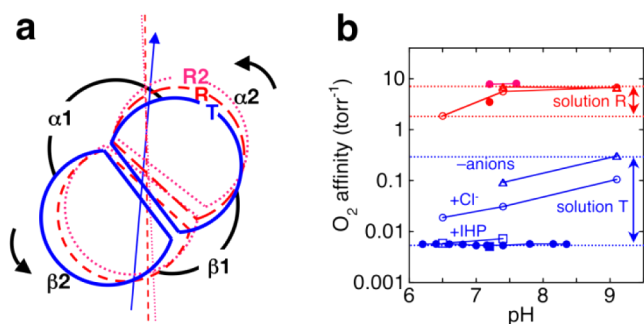 a
R2
R
T
α1
α2
β2
β1
b
O₂ affinity (torr⁻¹)
10
1
0.1
0.01
0.001
solution R
–anions
+Cl⁻
solution T
+IHP
6 7 8 9
pH